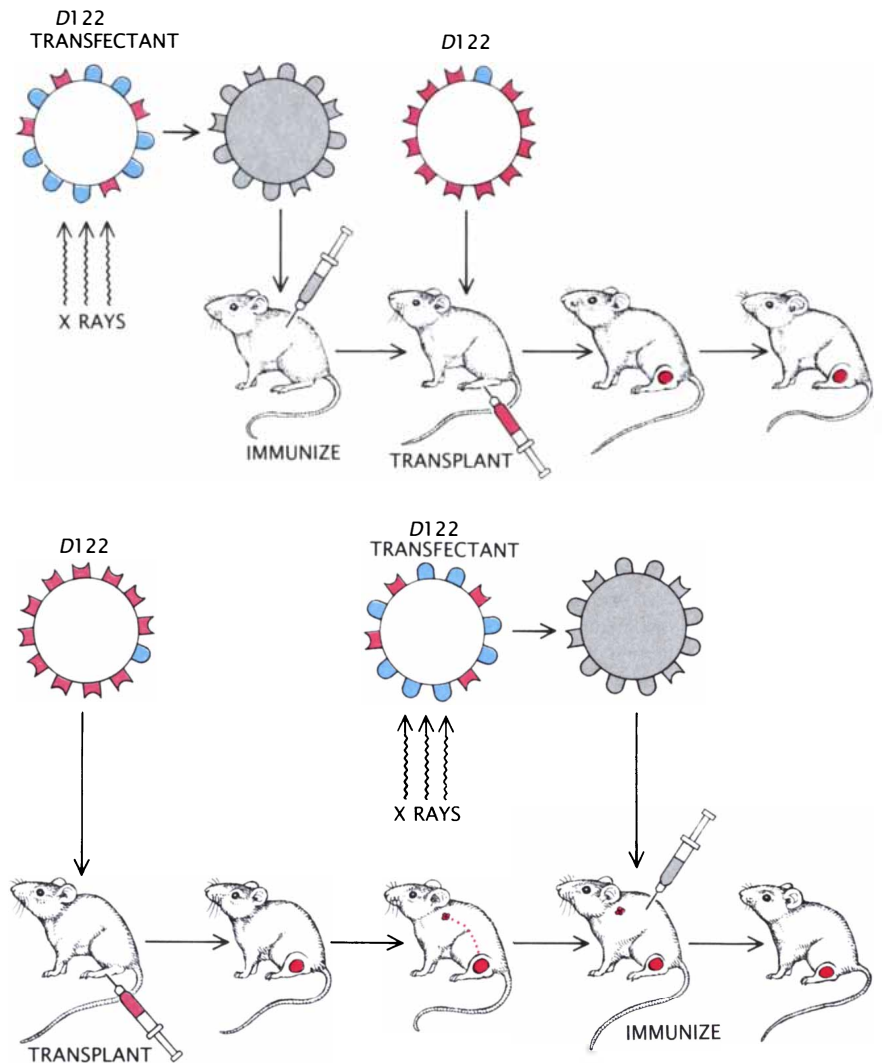 D122
TRANSFECTANT
D122
X RAYS
IMMUNIZE
TRANSPLANT
D122
D122
TRANSFECTANT
X RAYS
TRANSPLANT
IMMUNIZE